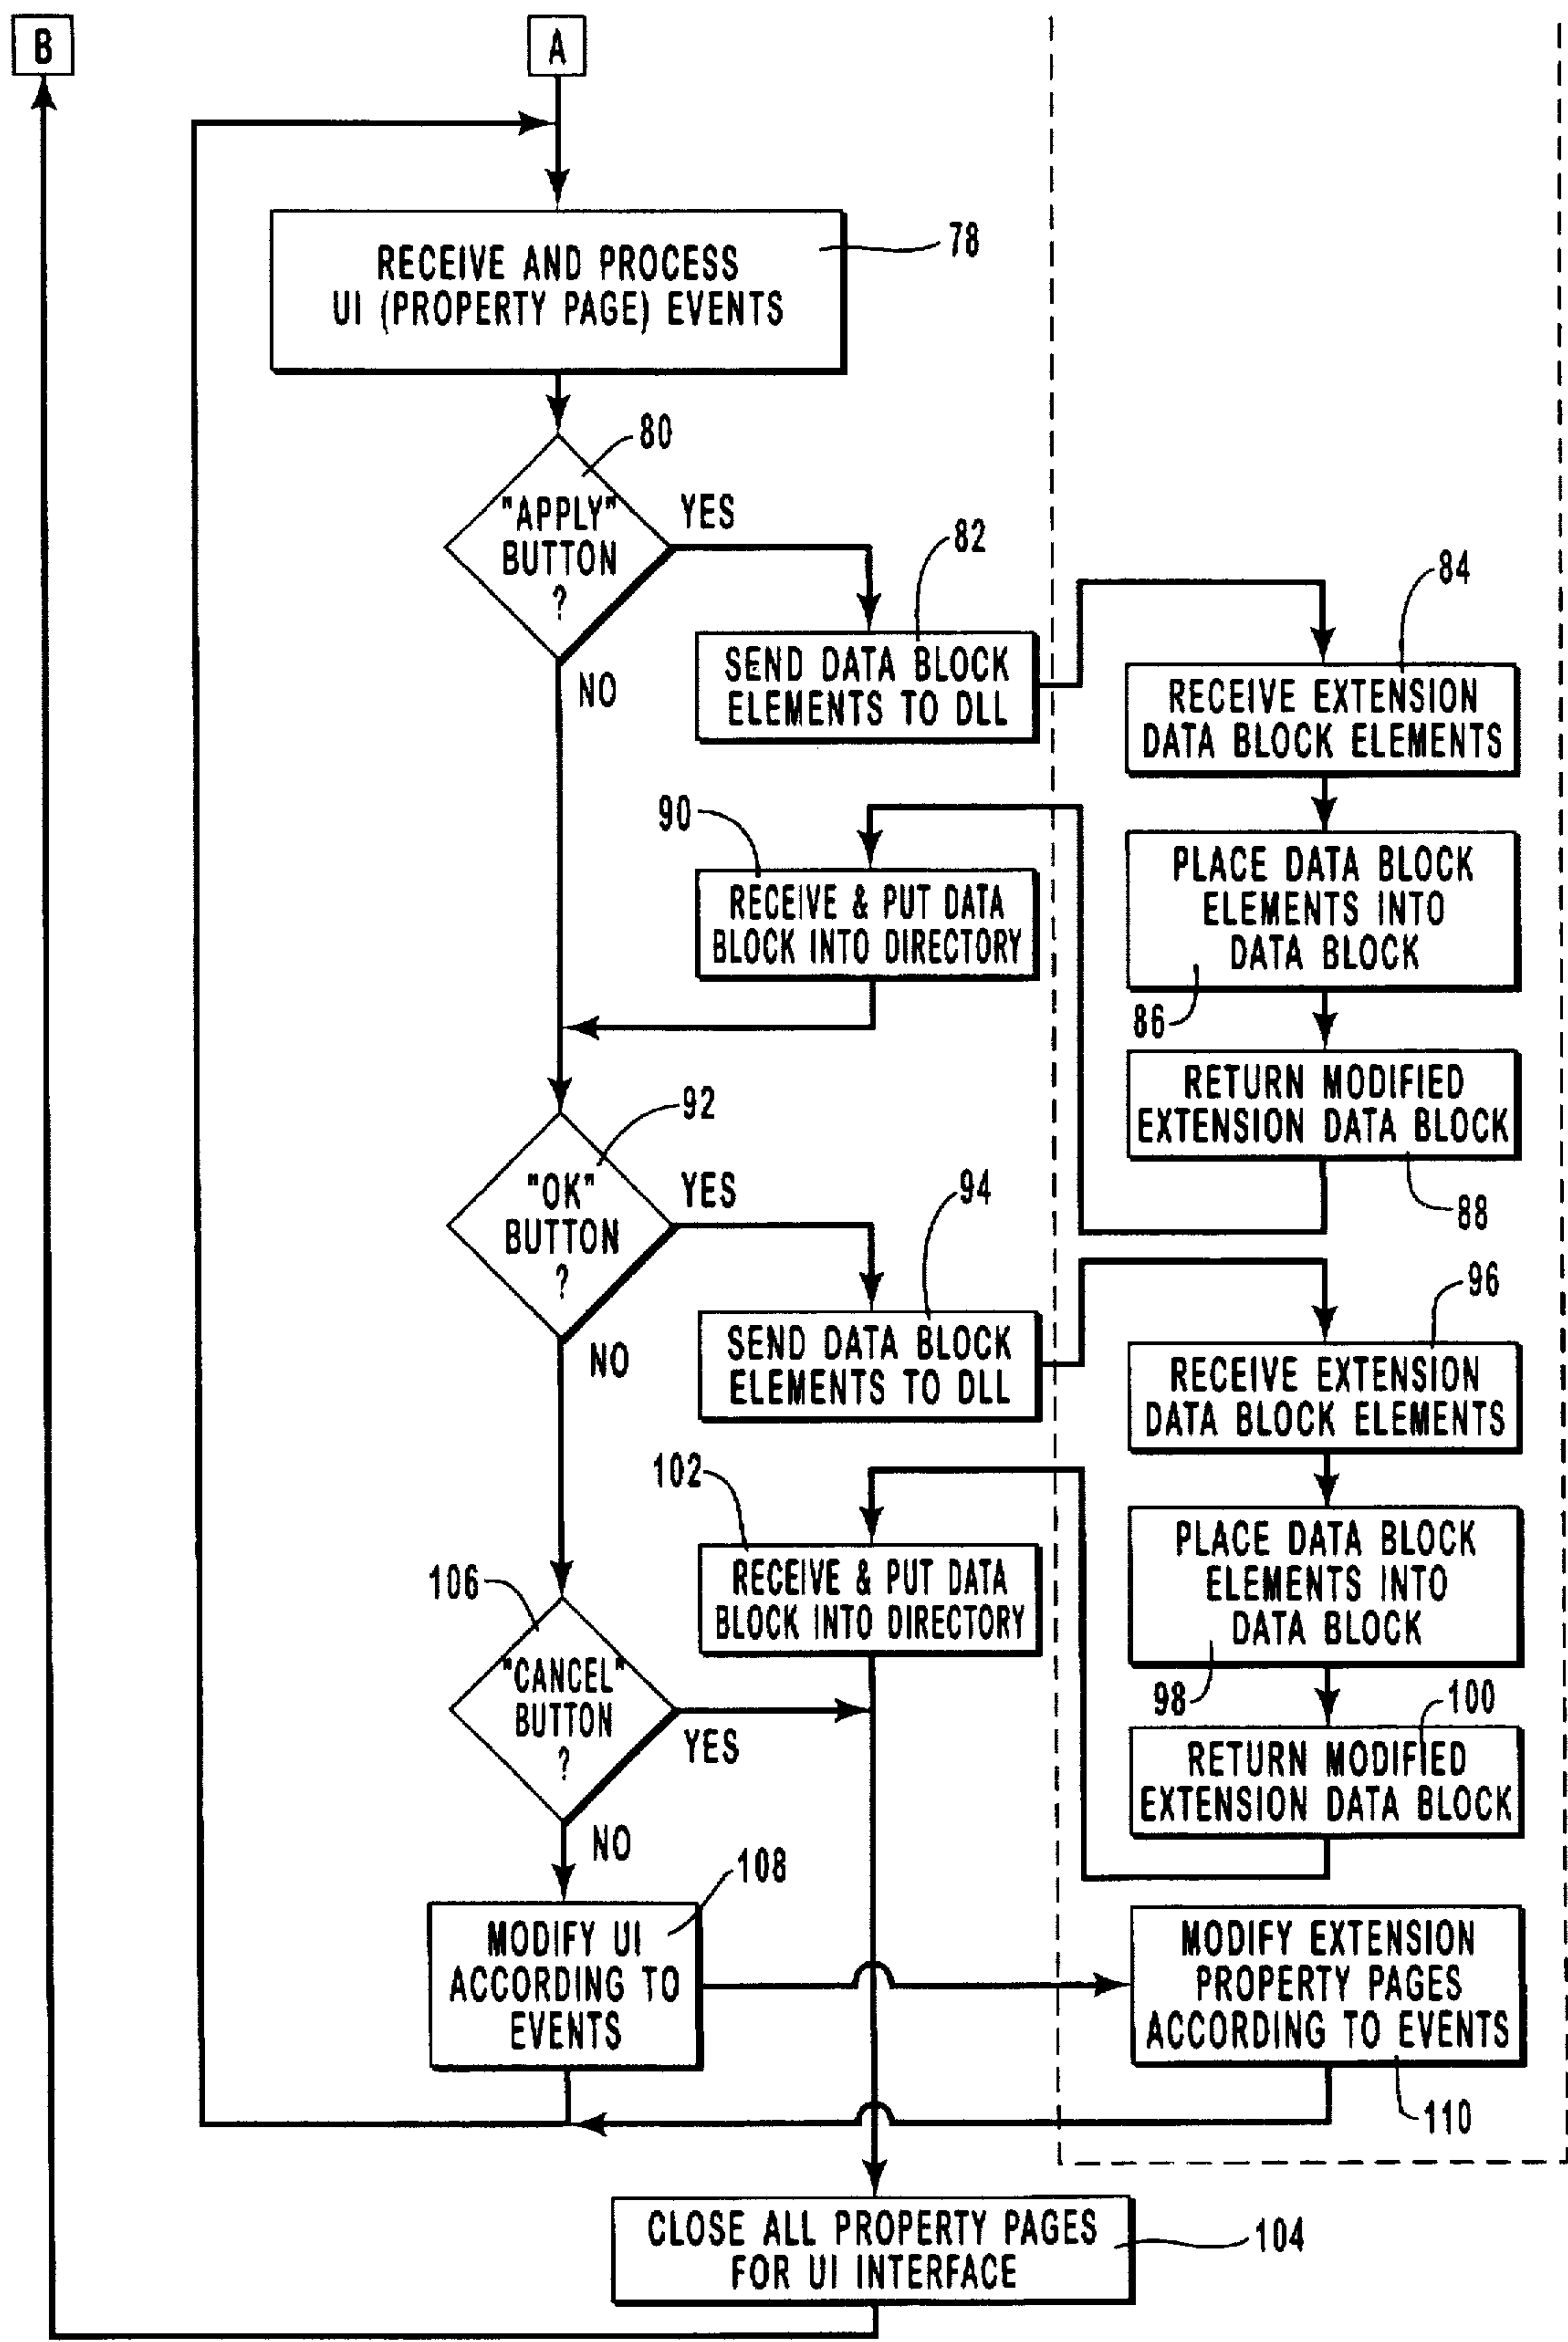 B
A
RECEIVE AND PROCESS
UI (PROPERTY PAGE) EVENTS
78
80
"APPLY"
BUTTON
?
YES
NO
82
SEND DATA BLOCK
ELEMENTS TO DLL
84
RECEIVE EXTENSION
DATA BLOCK ELEMENTS
PLACE DATA BLOCK
ELEMENTS INTO
DATA BLOCK
86
90
RECEIVE & PUT DATA
BLOCK INTO DIRECTORY
RETURN MODIFIED
EXTENSION DATA BLOCK
88
92
"OK"
BUTTON
?
YES
NO
94
SEND DATA BLOCK
ELEMENTS TO DLL
96
RECEIVE EXTENSION
DATA BLOCK ELEMENTS
PLACE DATA BLOCK
ELEMENTS INTO
DATA BLOCK
98
100
RETURN MODIFIED
EXTENSION DATA BLOCK
102
RECEIVE & PUT DATA
BLOCK INTO DIRECTORY
106
"CANCEL"
BUTTON
?
YES
NO
108
MODIFY UI
ACCORDING TO
EVENTS
MODIFY EXTENSION
PROPERTY PAGES
ACCORDING TO EVENTS
110
CLOSE ALL PROPERTY PAGES
FOR UI INTERFACE
104